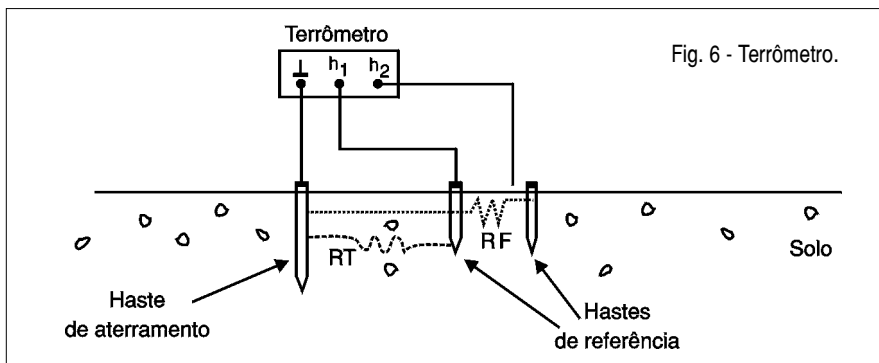 Terrômetro
Fig. 6 - Terrômetro.
⏚ h1 h2
RT
RF
Solo
Haste
de aterramento
Hastes
de referência